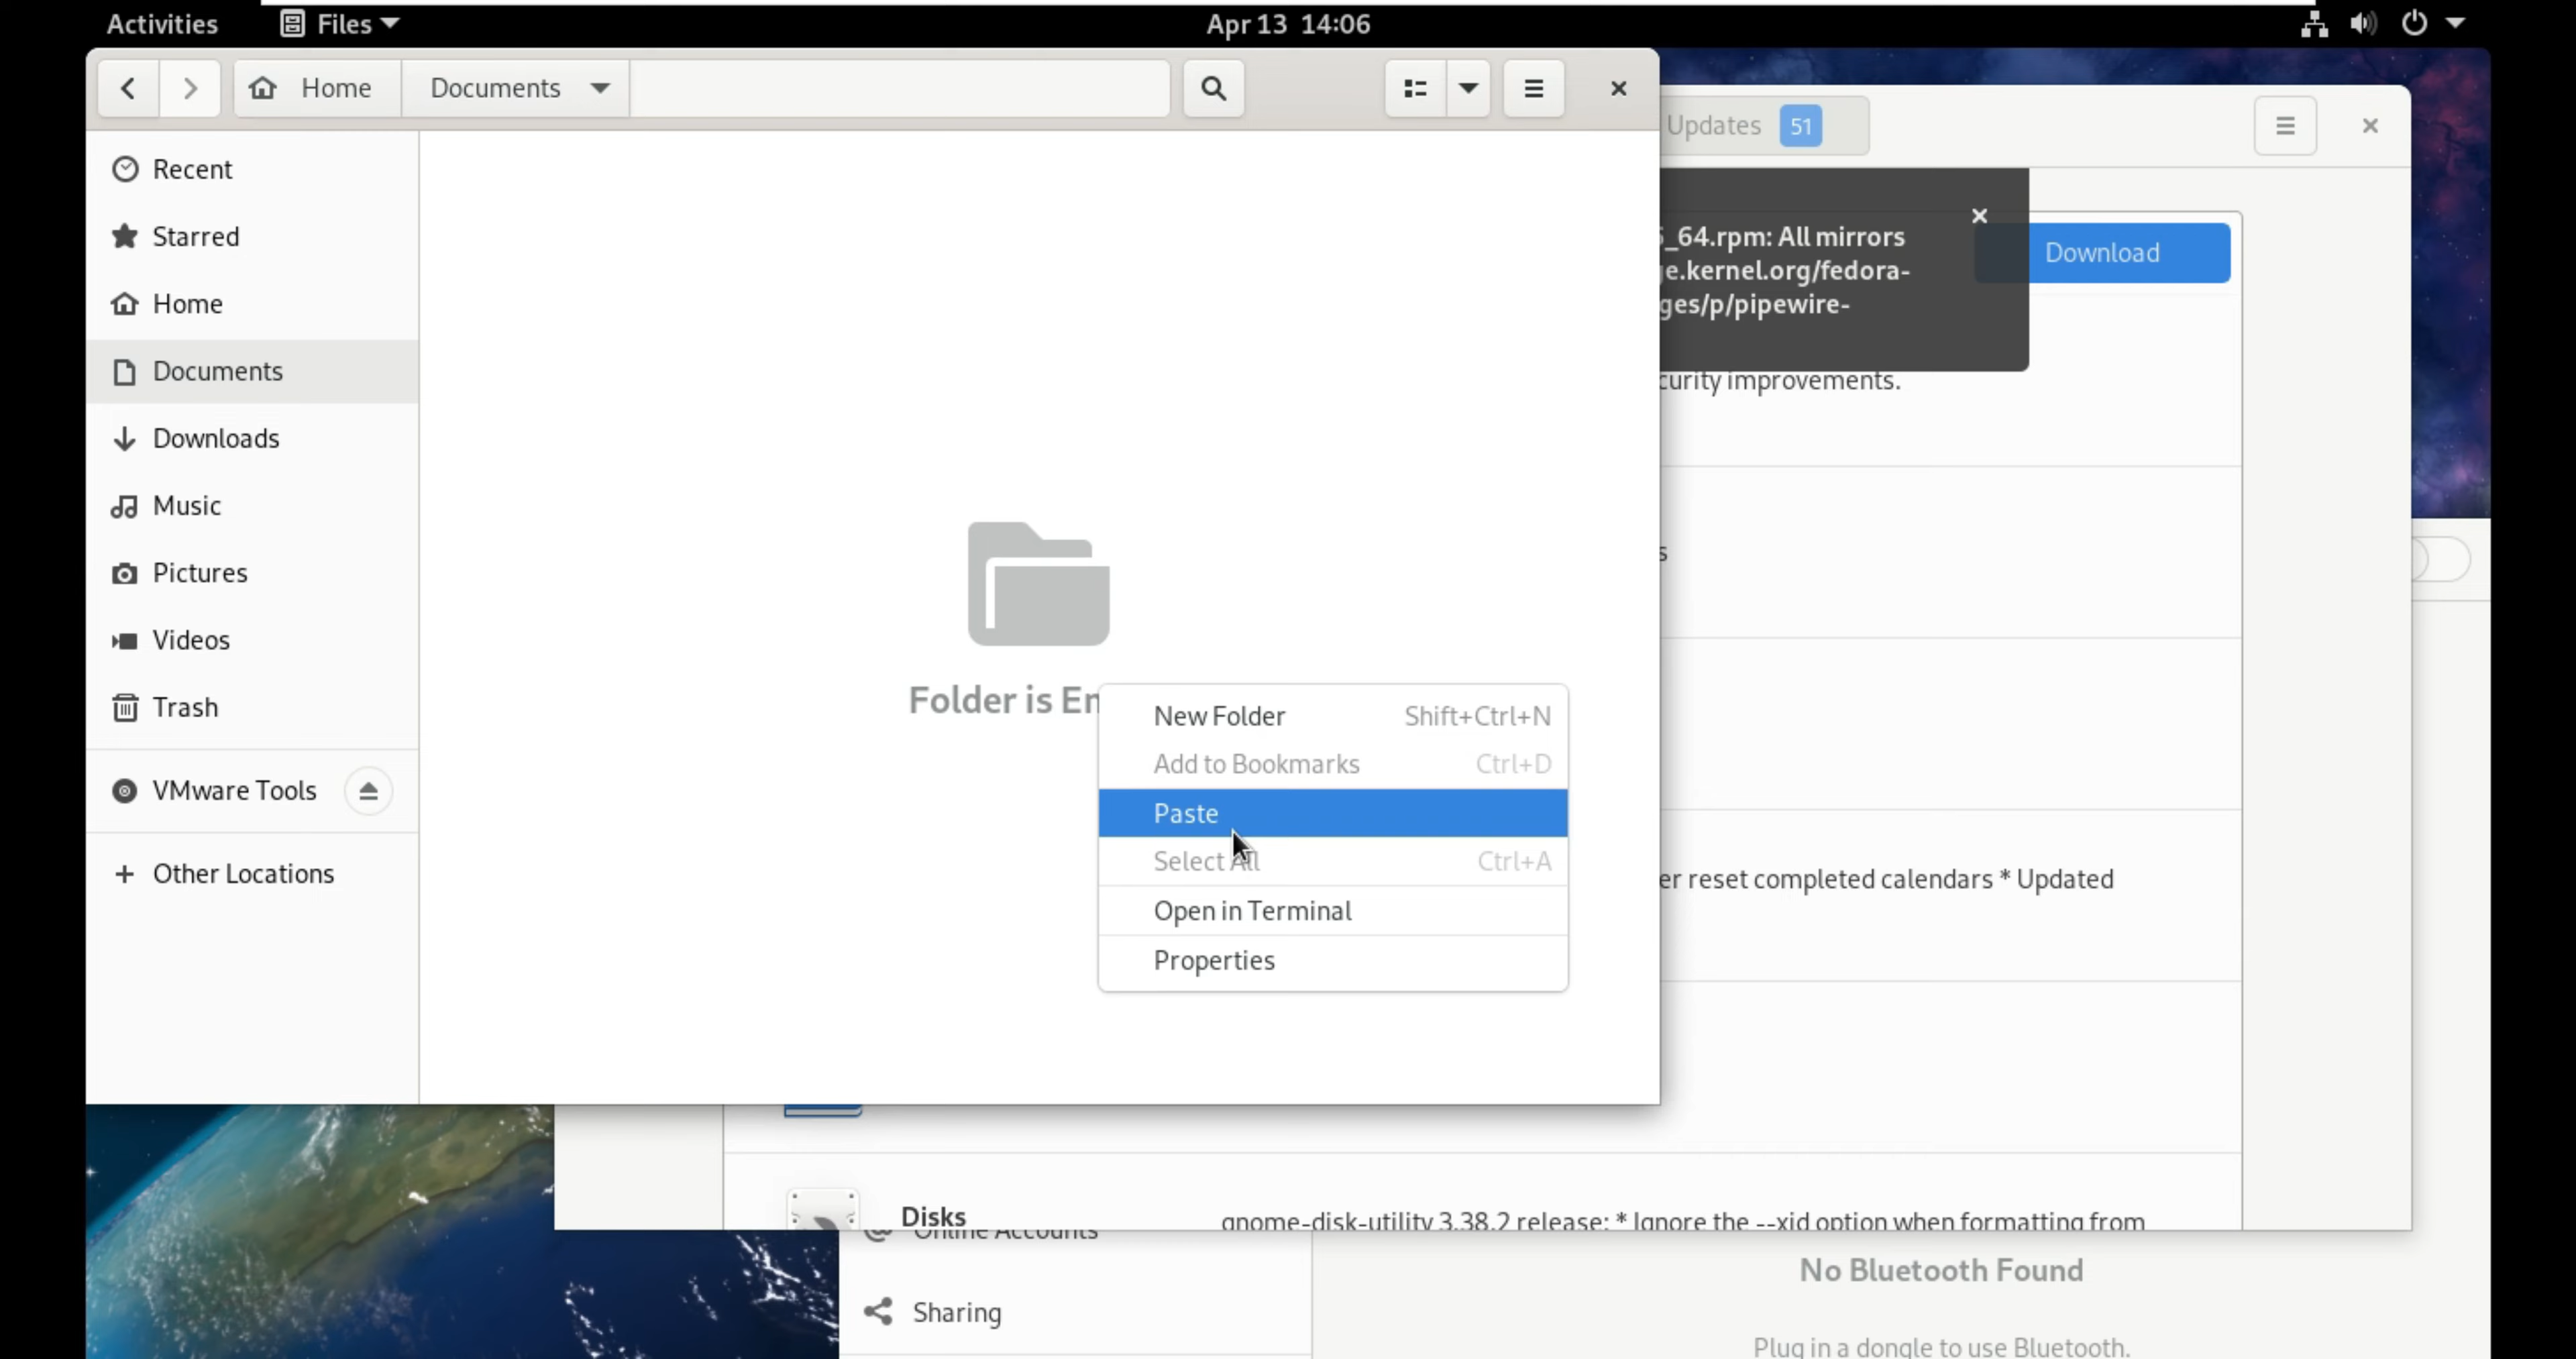 Activities Files Apr 13 14:06
Home Documents
Updates 51
Recent
Starred
Home
Documents
Downloads
Music
Pictures
Videos
Trash
VMware Tools
Other Locations
Folder is
New Folder Shift+Ctrl+N
Add to Bookmarks Ctrl+D
Paste
Select All Ctrl+A
Open in Terminal
Properties
_64.rpm: All mirrors
e.kernel.org/fedora-
ges/p/pipewire-
Download
curity improvements.
s
er reset completed calendars * Updated
Disks gnome-disk-utility 3.38.2 release: * Ignore the --xid option when formatting from
Online Accounts
Sharing
No Bluetooth Found
Plug in a dongle to use Bluetooth.